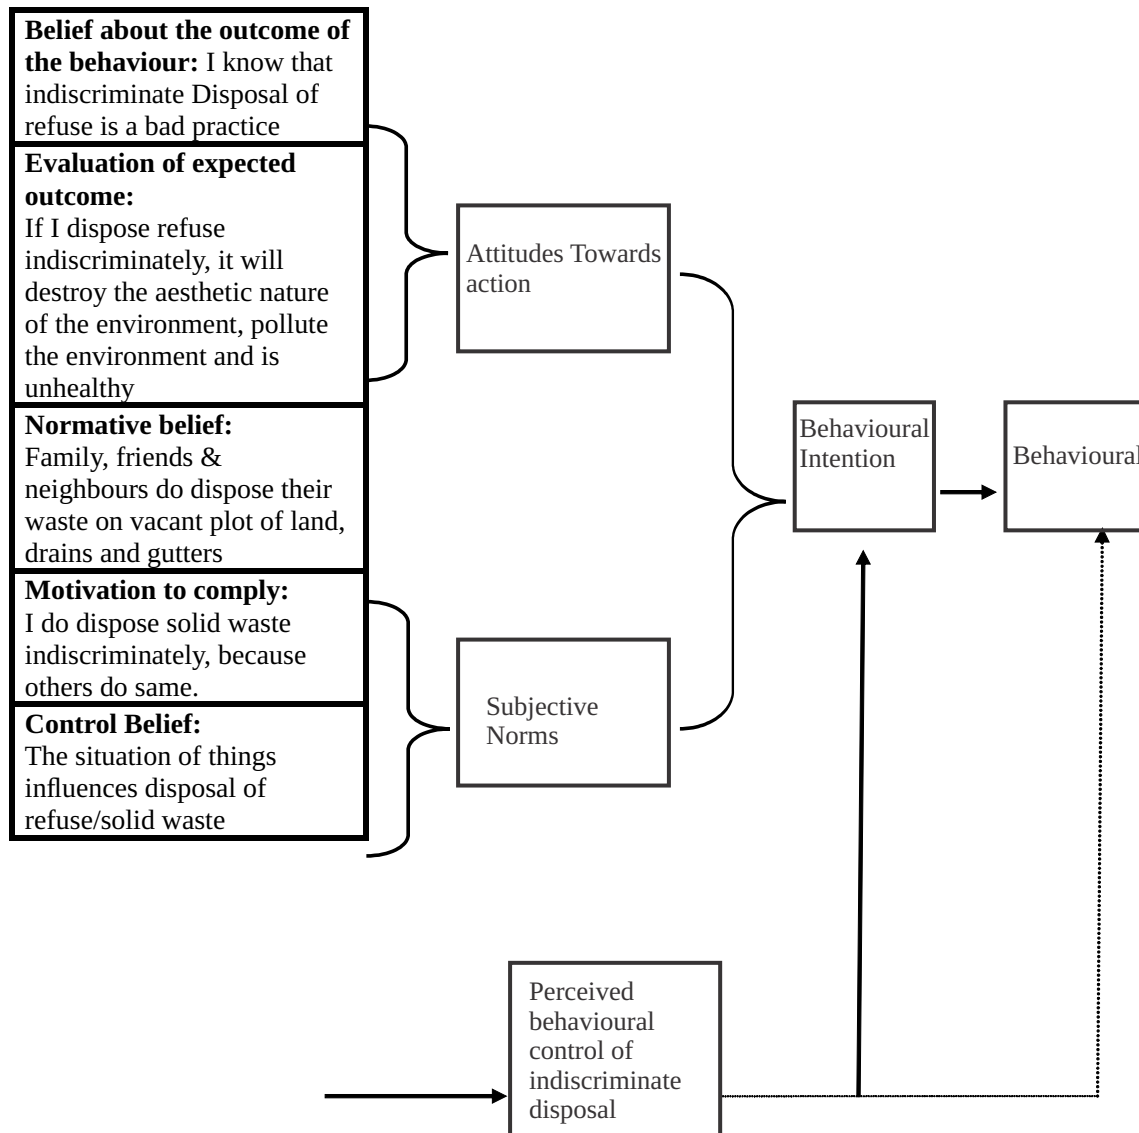 Belief about the outcome of
the behaviour: I know that
indiscriminate Disposal of
refuse is a bad practice
Evaluation of expected
outcome:
If I dispose refuse
indiscriminately, it will
destroy the aesthetic nature
of the environment, pollute
the environment and is
unhealthy
Normative belief:
Family, friends &
neighbours do dispose their
waste on vacant plot of land,
drains and gutters
Motivation to comply:
I do dispose solid waste
indiscriminately, because
others do same.
Control Belief:
The situation of things
influences disposal of
refuse/solid waste
Attitudes Towards
action
Subjective
Norms
Behavioural
Intention
Behavioural
Perceived
behavioural
control of
indiscriminate
disposal